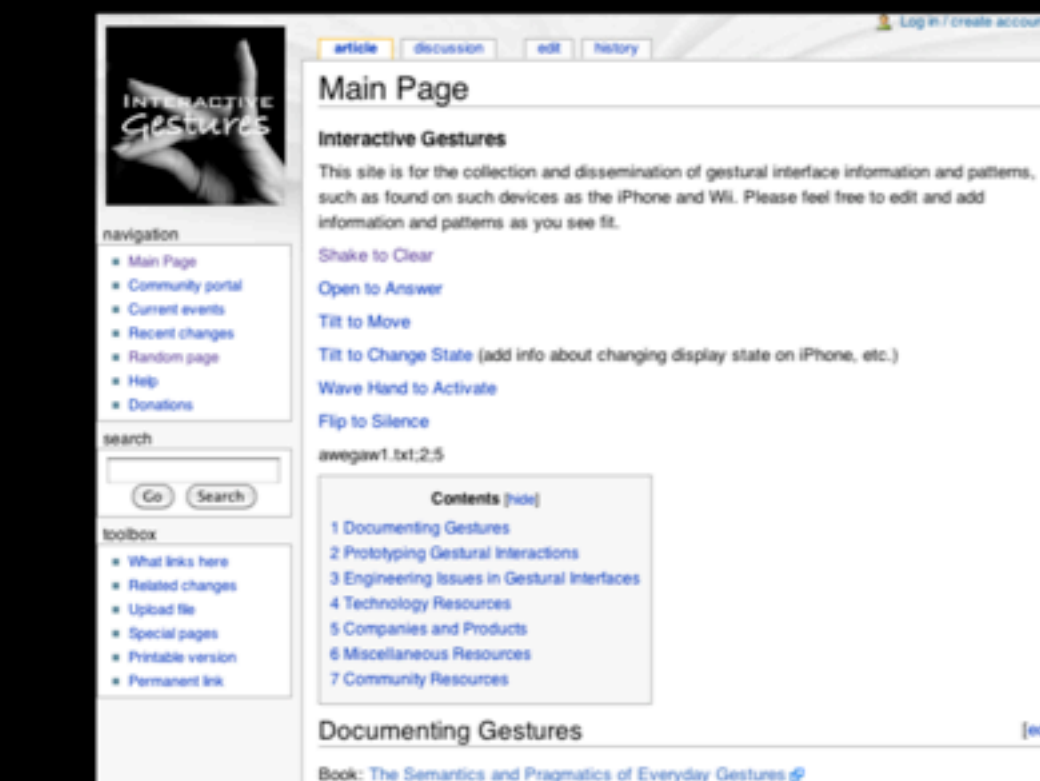 Log in / create
article discussion edit history
INTERACTIVE
Gestures
Main Page
Interactive Gestures
This site is for the collection and dissemination of gestural interface information and patterns,
such as found on such devices as the iPhone and Wii. Please feel free to edit and add
information and patterns as you see fit.
Shake to Clear
Open to Answer
Tilt to Move
Tilt to Change State (add info about changing display state on iPhone, etc.)
Wave Hand to Activate
Flip to Silence
awegaw1.txt;2;5
Contents [hide]
1 Documenting Gestures
2 Prototyping Gestural Interactions
3 Engineering Issues in Gestural Interfaces
4 Technology Resources
5 Companies and Products
6 Miscellaneous Resources
7 Community Resources
Documenting Gestures
Book: The Semantics and Pragmatics of Everyday Gestures
navigation
Main Page
Community portal
Current events
Recent changes
Random page
Help
Donations
search
Go Search
toolbox
What links here
Related changes
Upload file
Special pages
Printable version
Permanent link